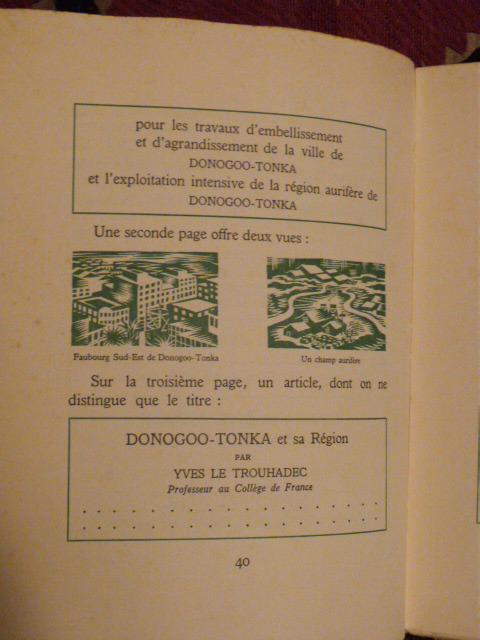 pour les travaux d'embellissement
et d'agrandissement de la ville de
DONOGOO-TONKA
et l'exploitation intensive de la région aurifère de
DONOGOO-TONKA
Une seconde page offre deux vues :
Faubourg Sud-Est de Donogoo-Tonka
Un champ aurifère
Sur la troisième page, un article, dont on ne
distingue que le titre :
DONOGOO-TONKA et sa Région
PAR
YVES LE TROUHADEC
Professeur au Collège de France
. . . . . . . . . . . . . . . . .
. . . . . . . . . . . . . . . . .
40